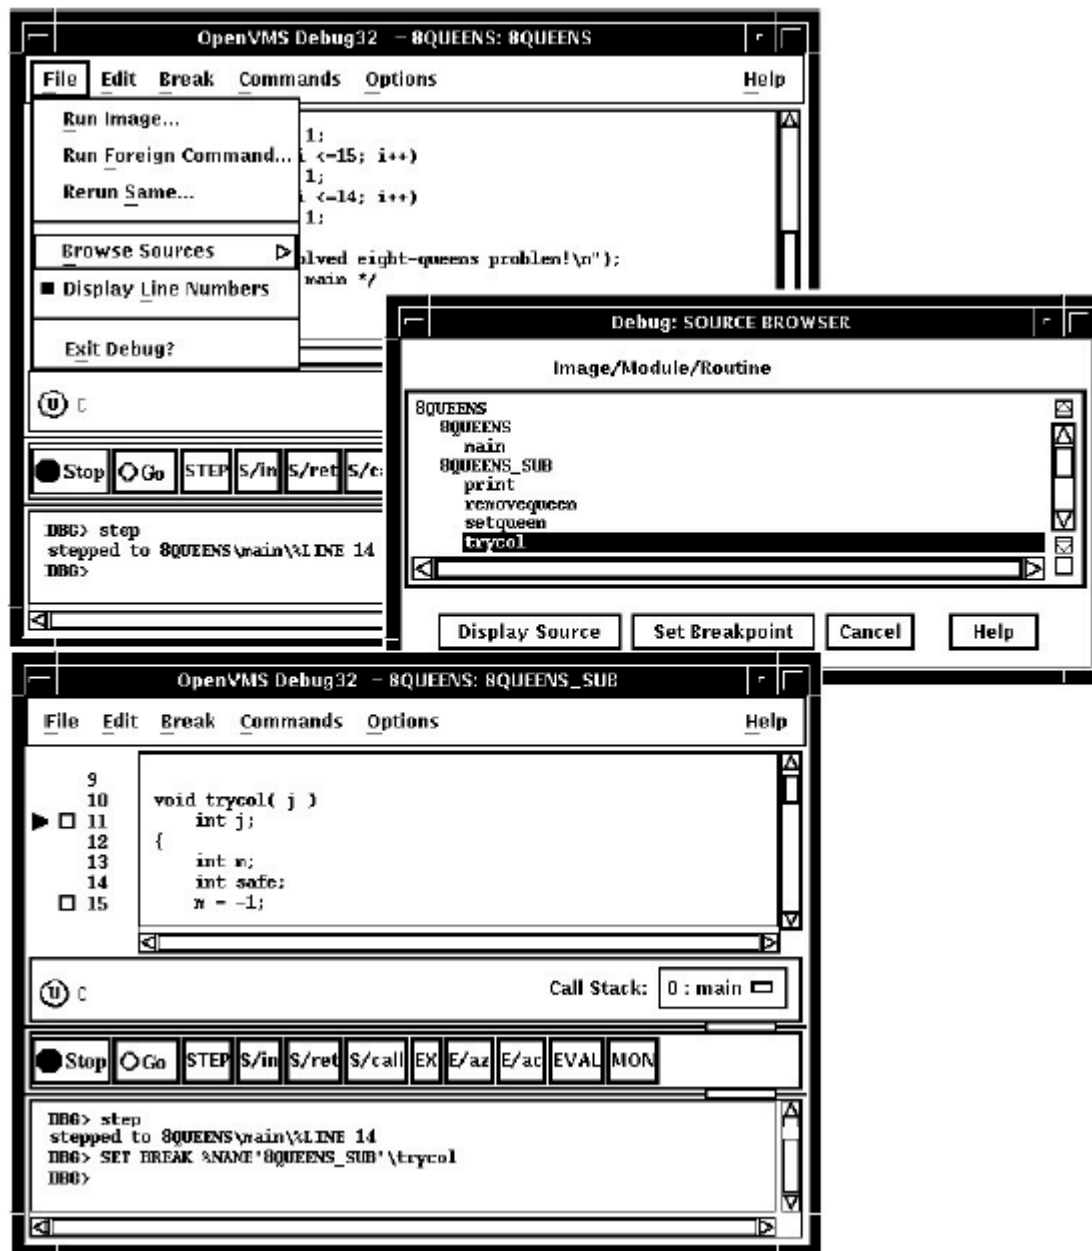 OpenVMS Debug32 - 8QUEENS: 8QUEENS
File Edit Break Commands Options Help
Run Image...
Run Foreign Command...
Rerun Same...
Browse Sources
Display Line Numbers
Exit Debug?
1;
i <-15; i++)
1;
i <-14; i++)
1;
olved eight-queens problem!\n");
main */
Stop Go STEP S/in S/ret S/ca
DBG> step
stepped to 8QUEENS\main\%LINE 14
DBG>
Debug: SOURCE BROWSER
Image/Module/Routine
8QUEENS
8QUEENS
main
8QUEENS_SUB
print
removequeen
setqueen
trycol
Display Source Set Breakpoint Cancel Help
OpenVMS Debug32 - 8QUEENS: 8QUEENS_SUB
File Edit Break Commands Options Help
9
10 void trycol( j )
11 int j;
12 {
13 int m;
14 int safe;
15 m = -1;
Call Stack: 0 : main
Stop Go STEP S/in S/ret S/call EX E/az E/ac EVAL MON
DBG> step
stepped to 8QUEENS\main\%LINE 14
DBG> SET BREAK %NAME'8QUEENS_SUB'\trycol
DBG>